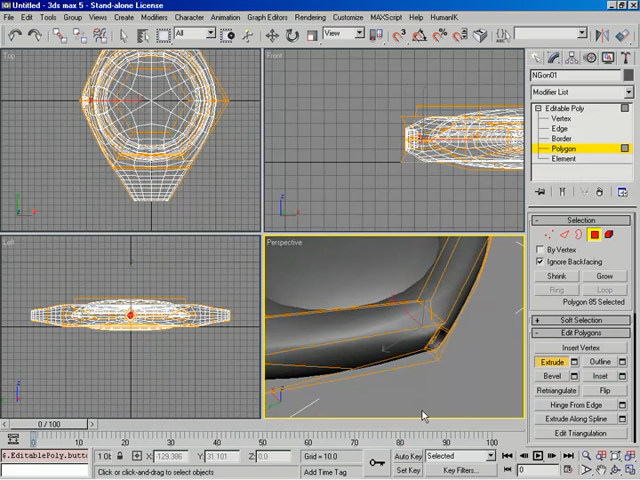 Untitled - 3ds max 5 - Stand-alone License
File Edit Tools Group Views Create Modifiers Character Animation Graph Editors Rendering Customize MAXScript Help HumanIK
All
View
Top
Front
Left
Perspective
NGon01
Modifier List
Editable Poly
Vertex
Edge
Border
Polygon
Element
Selection
By Vertex
Ignore Backfacing
Shrink Grow
Ring Loop
Polygon 85 Selected
Soft Selection
Edit Polygons
Insert Vertex
Extrude Outline
Bevel Inset
Retriangulate Flip
Hinge From Edge
Extrude Along Spline
Edit Triangulation
0 / 100
0 10 20 30 40 50 60 70 80 90 100
$.EditablePoly.butt
X: -129.386 Y: 31.101 Z: 0.0
Grid = 10.0
Auto Key Selected
Click or click-and-drag to select objects
Add Time Tag
Set Key Key Filters...
0